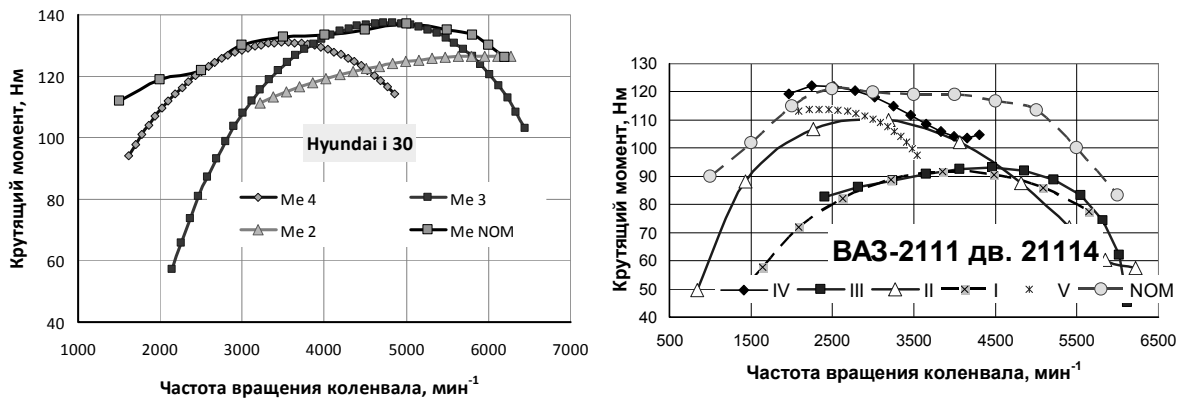 Крутящий момент, Нм
140
120
100
80
60
40
1000 2000 3000 4000 5000 6000 7000
Частота вращения коленвала, мин-1
Hyundai i 30
Me 4 Me 3
Me 2 Me NOM
Крутящий момент, Нм
130
120
110
100
90
80
70
60
50
40
500 1500 2500 3500 4500 5500 6500
Частота вращения коленвала, мин-1
ВАЗ-2111 дв. 21114
IV III II I V NOM